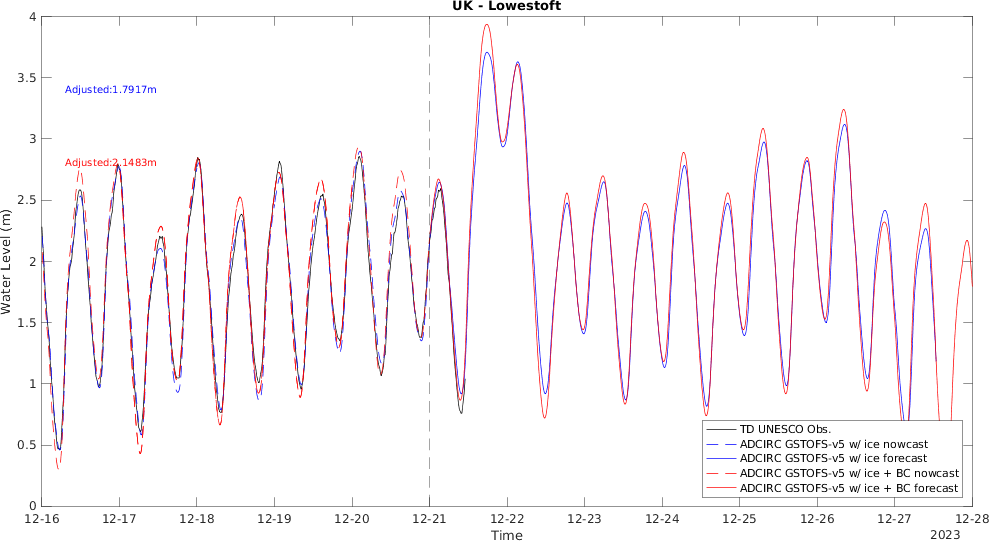 UK - Lowestoft
4
3.5
3
2.5
2
1.5
1
0.5
0
Water Level (m)
Adjusted:1.7917m
Adjusted:2.1483m
TD UNESCO Obs.
ADCIRC GSTOFS-v5 w/ ice nowcast
ADCIRC GSTOFS-v5 w/ ice forecast
ADCIRC GSTOFS-v5 w/ ice + BC nowcast
ADCIRC GSTOFS-v5 w/ ice + BC forecast
12-16 12-17 12-18 12-19 12-20 12-21 12-22 12-23 12-24 12-25 12-26 12-27 12-28
Time
2023